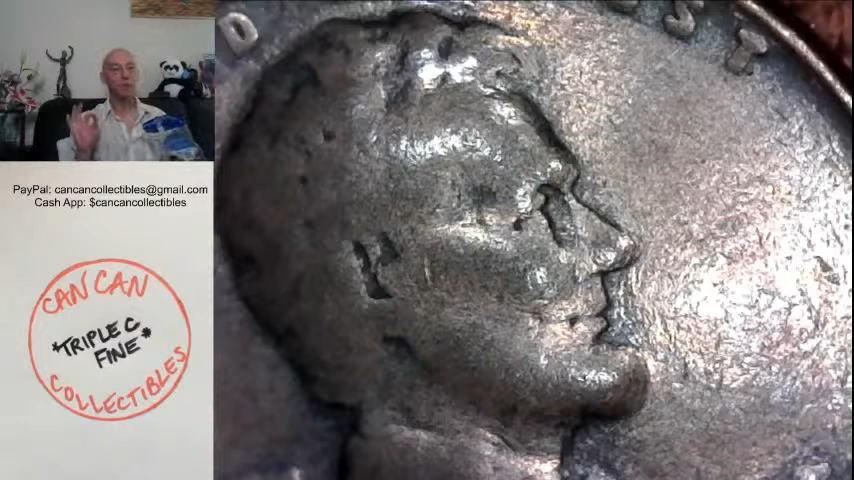 PayPal: cancancollectibles@gmail.com
Cash App: $cancancollectibles
CAN CAN
*TRIPLE C
FINE*
COLLECTIBLES
D
S
T